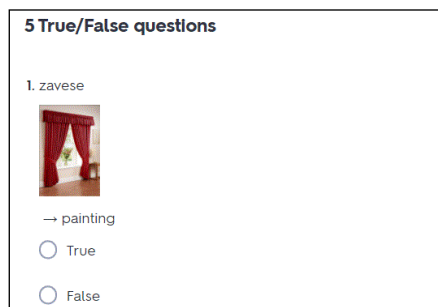 5 True/False questions
1. zavese
→ painting
True
False